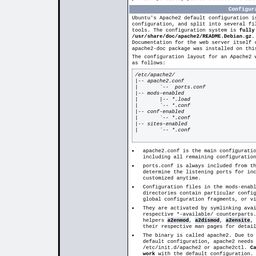 Configura
Ubuntu's Apache2 default configuration is
configuration, and split into several fi
tools. The configuration system is fully
/usr/share/doc/apache2/README.Debian.gz.
Documentation for the web server itself
apache2-doc package was installed on thi
The configuration layout for an Apache2 w
as follows:
/etc/apache2/
|-- apache2.conf
| `-- ports.conf
|-- mods-enabled
| |-- *.load
| `-- *.conf
|-- conf-enabled
| `-- *.conf
|-- sites-enabled
| `-- *.conf
• apache2.conf is the main configuratio
including all remaining configuration
• ports.conf is always included from th
determine the listening ports for inc
customized anytime.
• Configuration files in the mods-enabl
directories contain particular config
global configuration fragments, or vi
• They are activated by symlinking avai
respective *-available/ counterparts.
helpers a2enmod, a2dismod, a2ensite,
their respective man pages for detail
• The binary is called apache2. Due to
default configuration, apache2 needs
/etc/init.d/apache2 or apache2ctl. Ca
work with the default configuration.